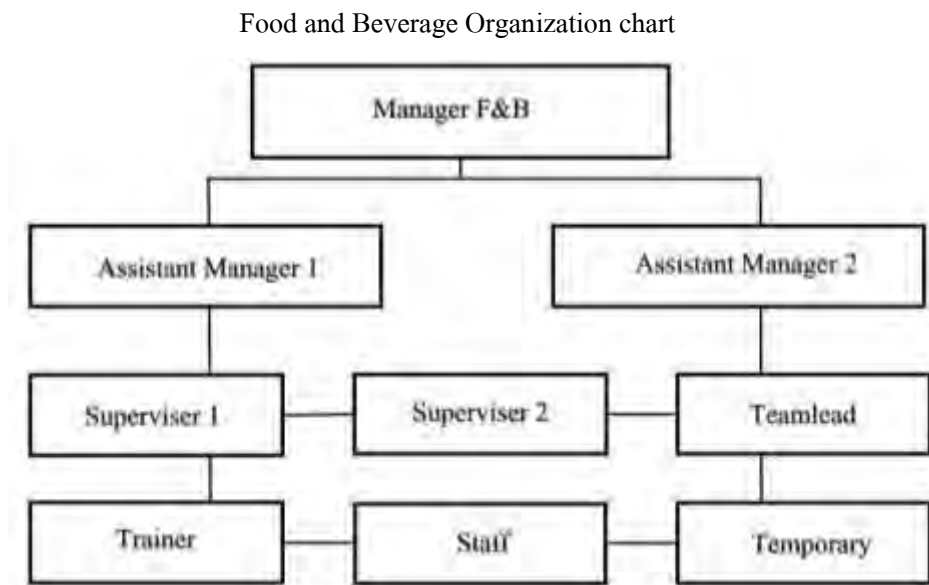 Food and Beverage Organization chart
Manager F&B
Assistant Manager 1
Assistant Manager 2
Superviser 1
Superviser 2
Teamlead
Trainer
Staff
Temporary